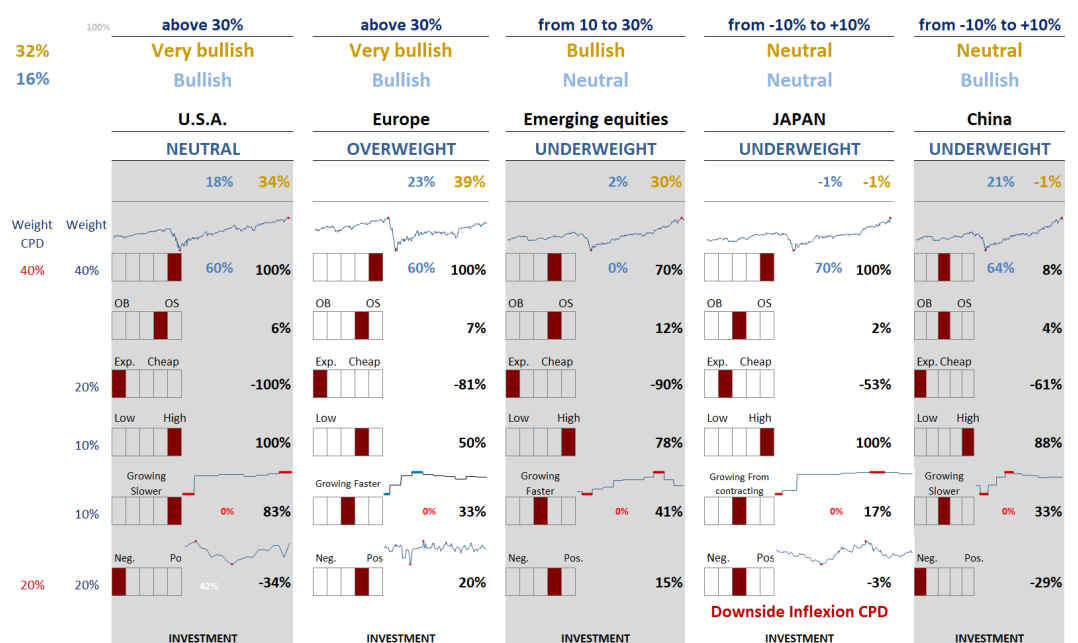 100% above 30% above 30% from 10 to 30% from -10% to +10% from -10% to +10%
32% Very bullish Very bullish Bullish Neutral Neutral
16% Bullish Bullish Neutral Neutral Bullish
U.S.A. Europe Emerging equities JAPAN China
NEUTRAL OVERWEIGHT UNDERWEIGHT UNDERWEIGHT UNDERWEIGHT
18% 34% 23% 39% 2% 30% -1% -1% 21% -1%
Weight Weight
CPD
40% 40% 60% 100% 60% 100% 0% 70% 70% 100% 64% 8%
OB OS OB OS
6% 7% 12% 2% 4%
Exp. Cheap Exp. Cheap Exp. Cheap Exp. Cheap Exp. Cheap
20% -100% -81% -90% -53% -61%
Low High Low Low High Low High Low High
10% 100% 50% 78% 100% 88%
Growing Slower Growing Faster Growing Faster Growing From contracting Growing Slower
10% 83% 0% 33% 0% 41% 0% 17% 0% 33% 0%
Neg. Po Neg. Pos Neg. Pos. Neg. Pos Neg. Pos.
20% 20% 42% -34% 20% 15% -3% -29%
Downside Inflexion CPD
INVESTMENT INVESTMENT INVESTMENT INVESTMENT INVESTMENT